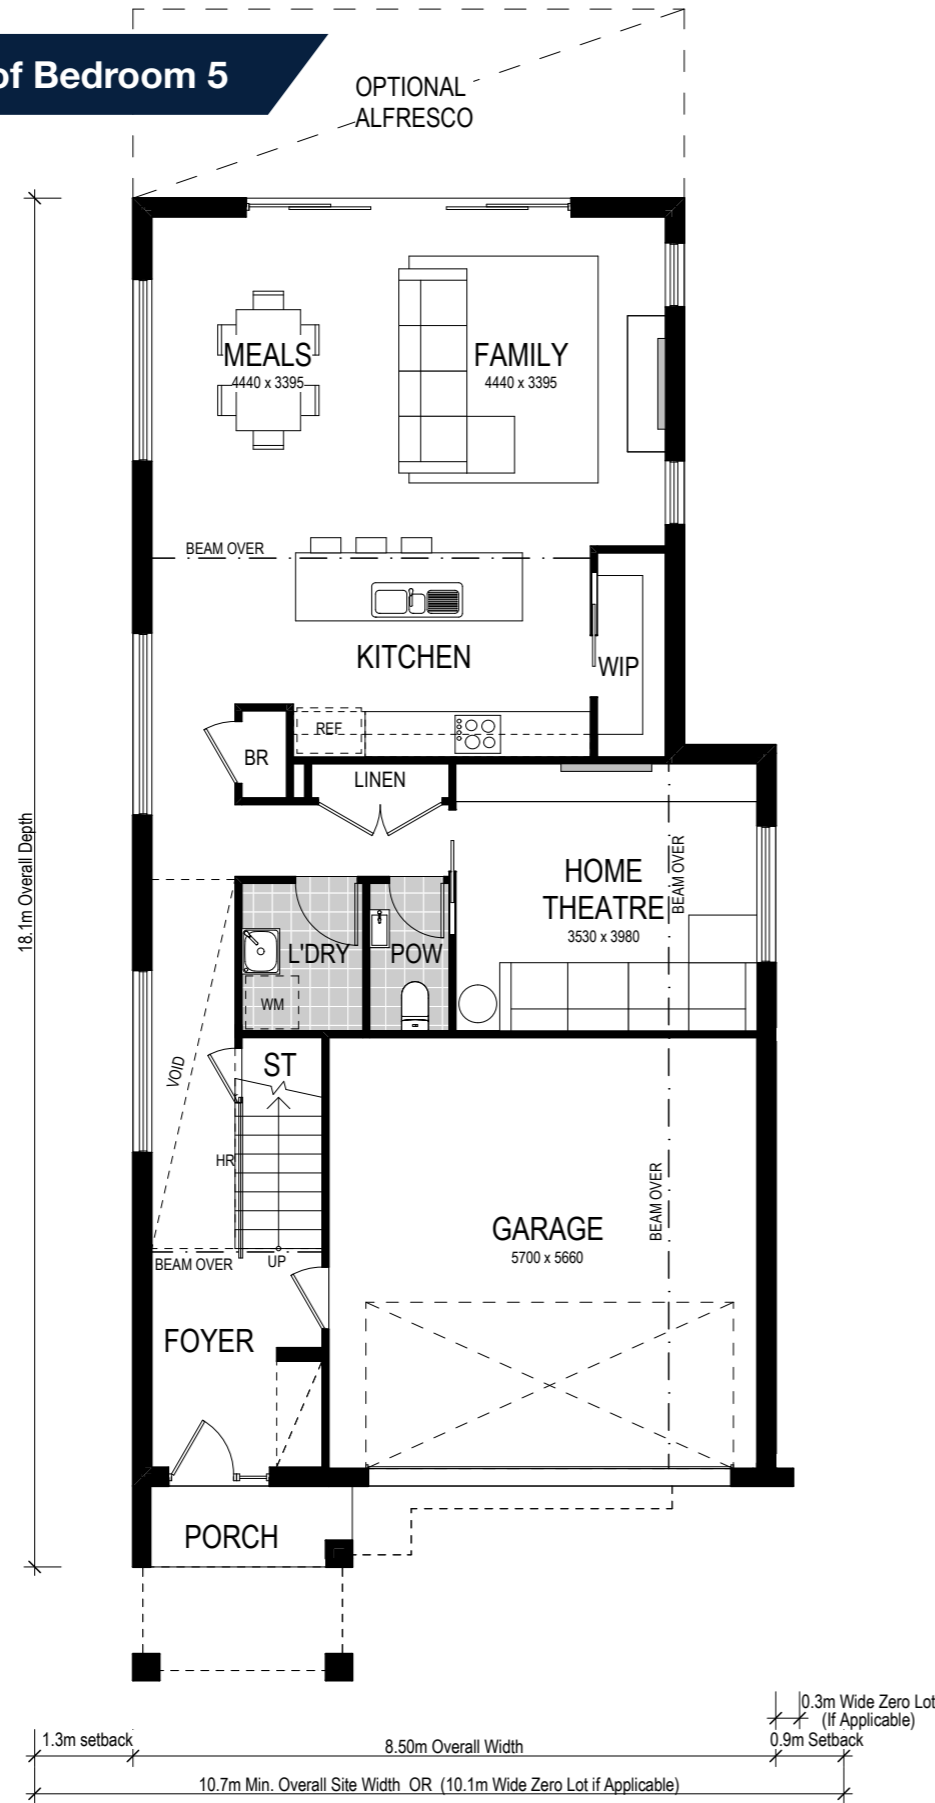 of Bedroom 5
OPTIONAL
ALFRESCO
MEALS
4440 x 3395
FAMILY
4440 x 3395
BEAM OVER
KITCHEN
WIP
REF
BR
LINEN
18.1m Overall Depth
HOME
THEATRE
3530 x 3980
BEAM OVER
L'DRY
POW
WM
VOID
ST
HR
GARAGE
5700 x 5660
BEAM OVER
BEAM OVER
UP
FOYER
PORCH
0.3m Wide Zero Lot
(If Applicable)
1.3m setback
8.50m Overall Width
0.9m Setback
10.7m Min. Overall Site Width OR (10.1m Wide Zero Lot if Applicable)